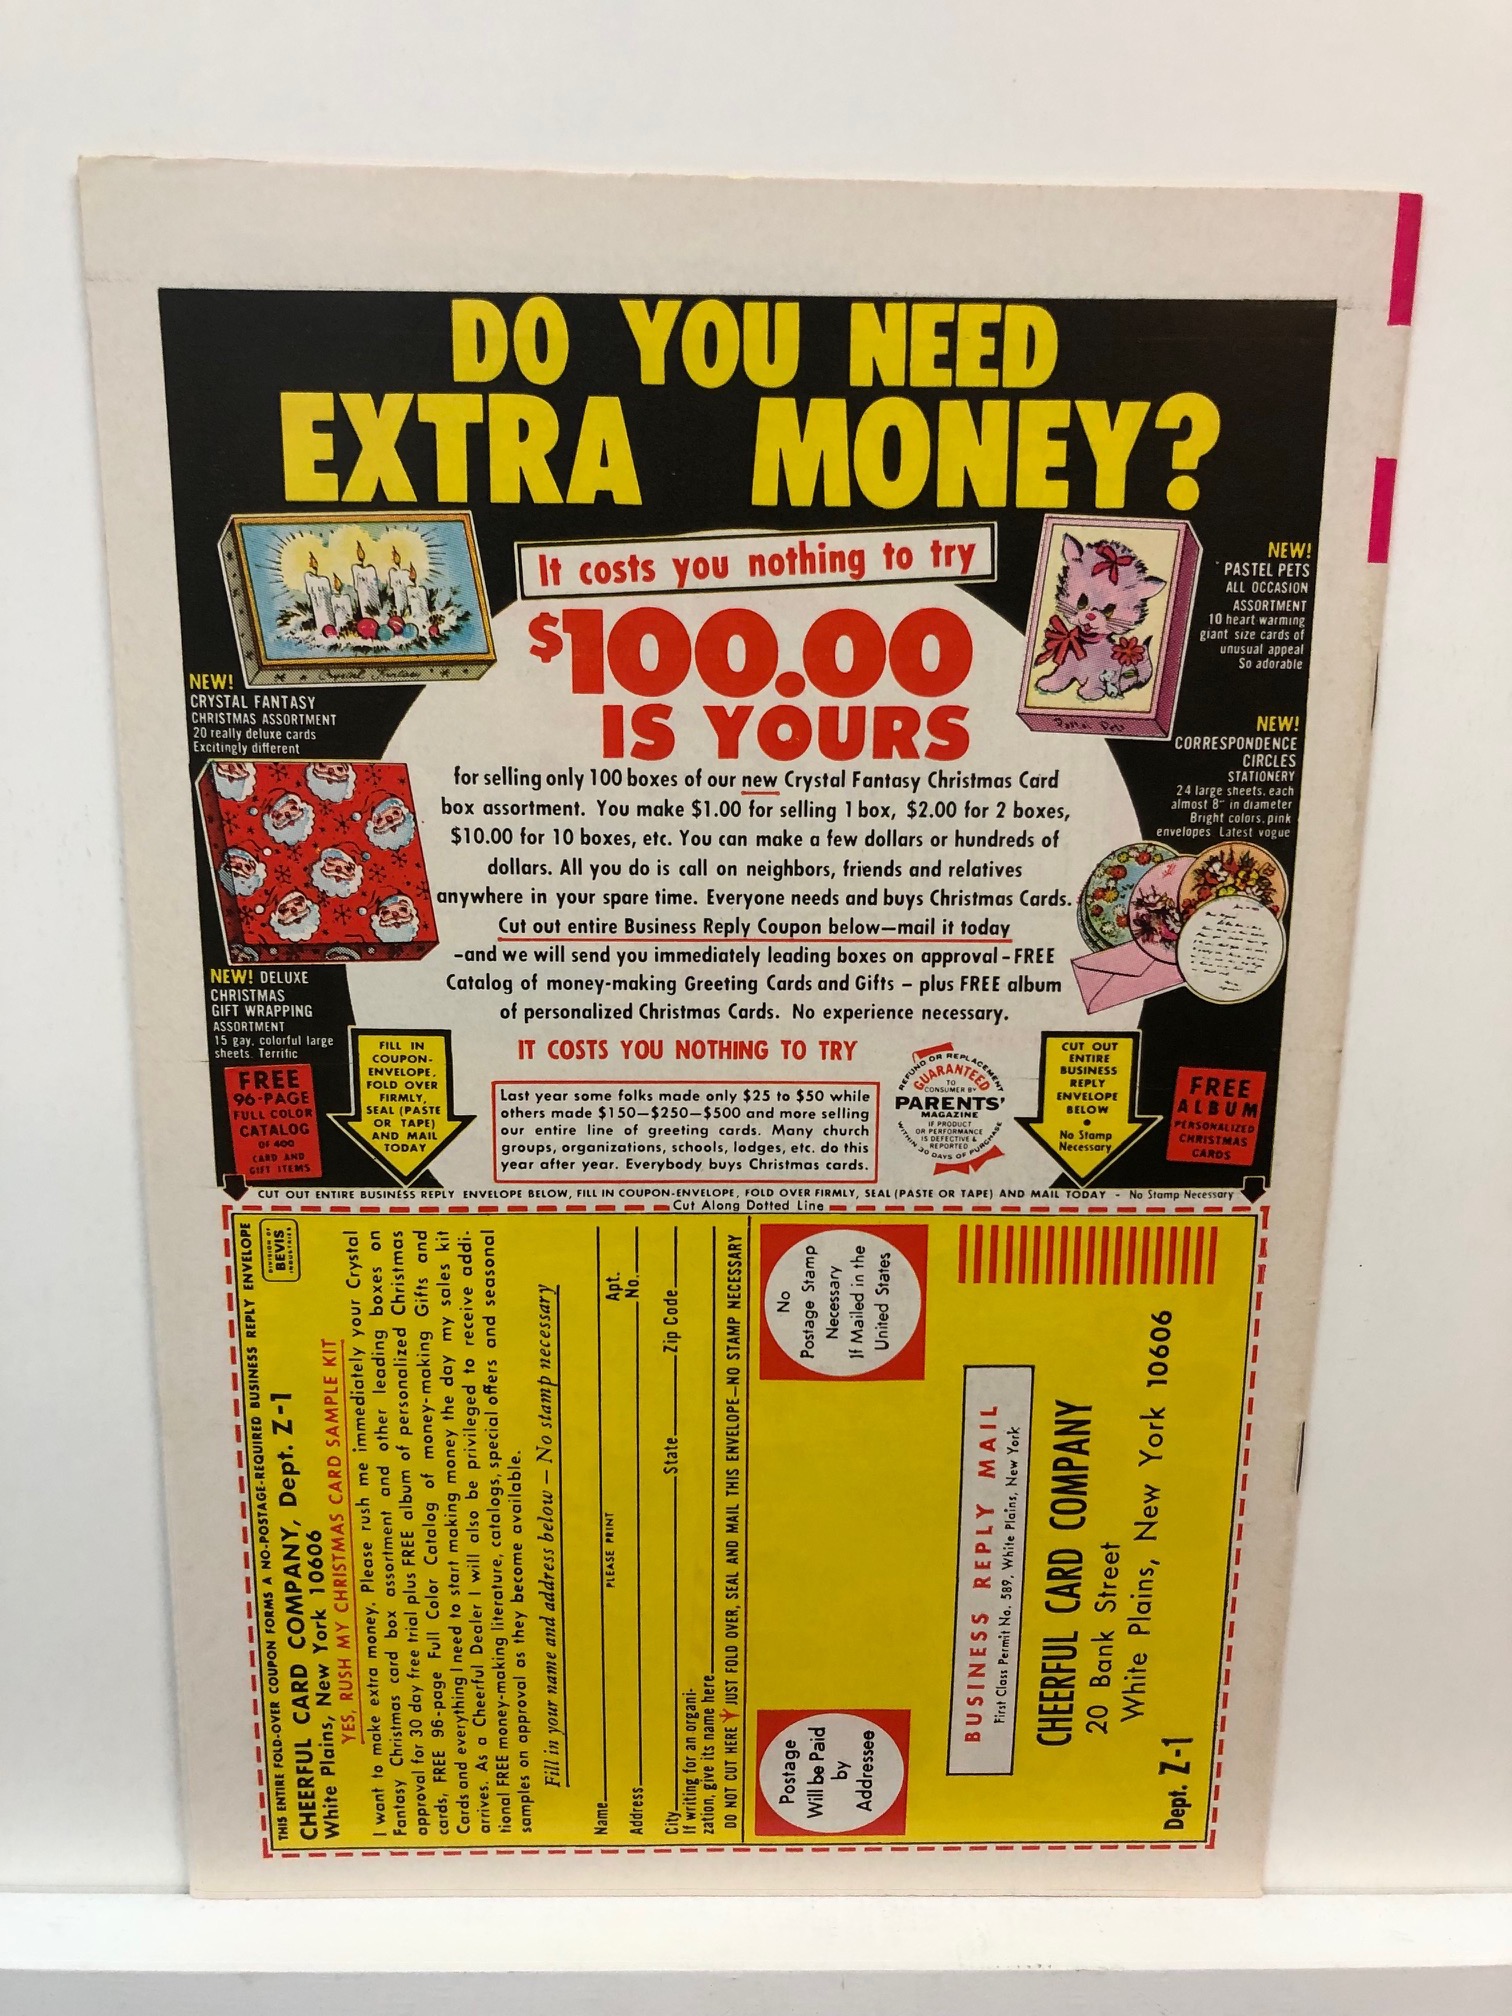 DO YOU NEED
EXTRA MONEY?
It costs you nothing to try
$100.00
IS YOURS
Crystal Fantasy
NEW!
CRYSTAL FANTASY
CHRISTMAS ASSORTMENT
20 really deluxe cards
Excitingly different
Pastel Pets
NEW!
PASTEL PETS
ALL OCCASION
ASSORTMENT
10 heart warming
giant size cards of
unusual appeal
So adorable
NEW!
CORRESPONDENCE
CIRCLES
STATIONERY
24 large sheets, each
almost 8" in diameter
Bright colors, pink
envelopes. Latest vogue
for selling only 100 boxes of our new Crystal Fantasy Christmas Card
box assortment. You make $1.00 for selling 1 box, $2.00 for 2 boxes,
$10.00 for 10 boxes, etc. You can make a few dollars or hundreds of
dollars. All you do is call on neighbors, friends and relatives
anywhere in your spare time. Everyone needs and buys Christmas Cards.
Cut out entire Business Reply Coupon below—mail it today
-and we will send you immediately leading boxes on approval-FREE
Catalog of money-making Greeting Cards and Gifts - plus FREE album
of personalized Christmas Cards. No experience necessary.
NEW! DELUXE
CHRISTMAS
GIFT WRAPPING
ASSORTMENT
15 gay, colorful large
sheets. Terrific
FREE
96-PAGE
FULL COLOR
CATALOG
OF 400
CARD AND
GIFT ITEMS
FILL IN
COUPON-
ENVELOPE,
FOLD OVER
FIRMLY,
SEAL (PASTE
OR TAPE)
AND MAIL
TODAY
IT COSTS YOU NOTHING TO TRY
Last year some folks made only $25 to $50 while
others made $150—$250—$500 and more selling
our entire line of greeting cards. Many church
groups, organizations, schools, lodges, etc. do this
year after year. Everybody buys Christmas cards.
REFUND OR REPLACEMENT
GUARANTEED
TO
CONSUMER BY
PARENTS'
MAGAZINE
IF PRODUCT
OR PERFORMANCE
IS DEFECTIVE &
REPORTED
WITHIN 30 DAYS OF PURCHASE
CUT OUT
ENTIRE
BUSINESS
REPLY
ENVELOPE
BELOW
•
No Stamp
Necessary
FREE
ALBUM
PERSONALIZED
CHRISTMAS
CARDS
CUT OUT ENTIRE BUSINESS REPLY ENVELOPE BELOW, FILL IN COUPON-ENVELOPE, FOLD OVER FIRMLY, SEAL (PASTE OR TAPE) AND MAIL TODAY - No Stamp Necessary
Cut Along Dotted Line
THIS ENTIRE FOLD-OVER COUPON FORMS A NO-POSTAGE-REQUIRED BUSINESS REPLY ENVELOPE
CHEERFUL CARD COMPANY, Dept. Z-1
White Plains, New York 10606
DIVISION OF
BEVIS
INDUSTRIES
YES, RUSH MY CHRISTMAS CARD SAMPLE KIT
I want to make extra money. Please rush me immediately your Crystal
Fantasy Christmas card box assortment and other leading boxes on
approval for 30 day free trial plus FREE album of personalized Christmas
cards, FREE 96-page Full Color Catalog of money-making Gifts and
Cards and everything I need to start making money the day my sales kit
arrives. As a Cheerful Dealer I will also be privileged to receive addi-
tional FREE money-making literature, catalogs, special offers and seasonal
samples on approval as they become available.
Fill in your name and address below — No stamp necessary
Name
PLEASE PRINT
Apt.
Address No.
City State Zip Code
If writing for an organi-
zation, give its name here
DO NOT CUT HERE JUST FOLD OVER, SEAL AND MAIL THIS ENVELOPE—NO STAMP NECESSARY
Postage
Will be Paid
by
Addressee
No
Postage Stamp
Necessary
If Mailed in the
United States
BUSINESS REPLY MAIL
First Class Permit No. 589, White Plains, New York
CHEERFUL CARD COMPANY
20 Bank Street
White Plains, New York 10606
Dept. Z-1